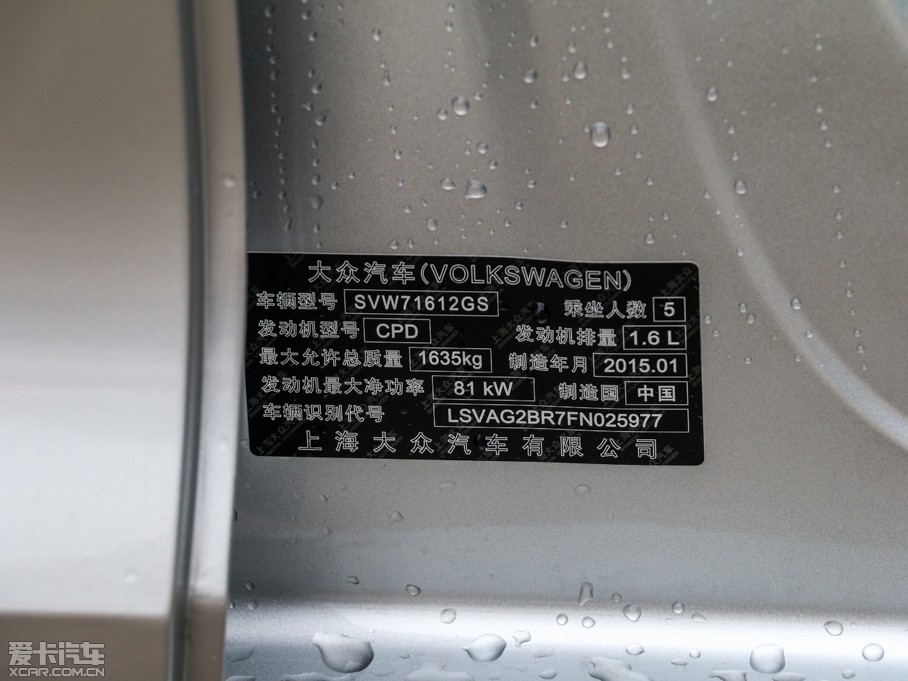 大众汽车(VOLKSWAGEN)
车辆型号 SVW71612GS 乘坐人数 5
发动机型号 CPD 发动机排量 1.6 L
最大允许总质量 1635kg 制造年月 2015.01
发动机最大净功率 81 kW 制造国 中国
车辆识别代号 LSVAG2BR7FN025977
上海大众汽车有限公司
爱卡汽车
XCAR.COM.CN